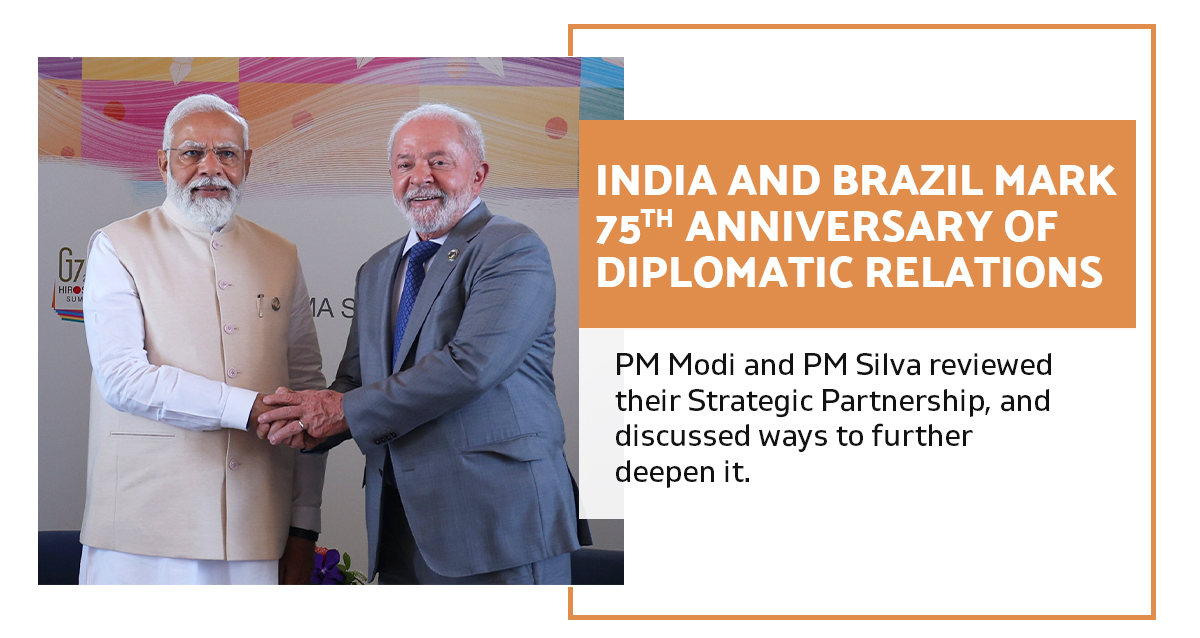 INDIA AND BRAZIL MARK
75TH ANNIVERSARY OF
DIPLOMATIC RELATIONS
PM Modi and PM Silva reviewed
their Strategic Partnership, and
discussed ways to further
deepen it.
G7